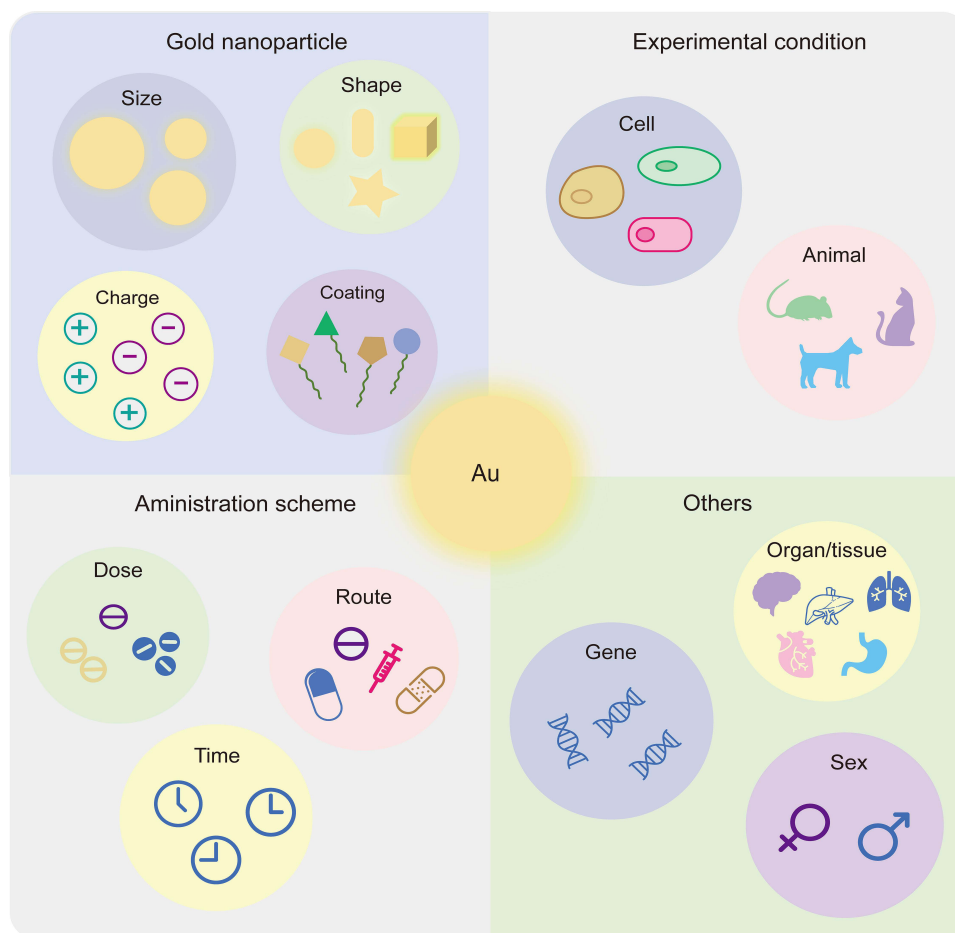 Gold nanoparticle
Size
Shape
Charge
Coating
Experimental condition
Cell
Animal
Au
Aministration scheme
Dose
Route
Time
Others
Organ/tissue
Gene
Sex